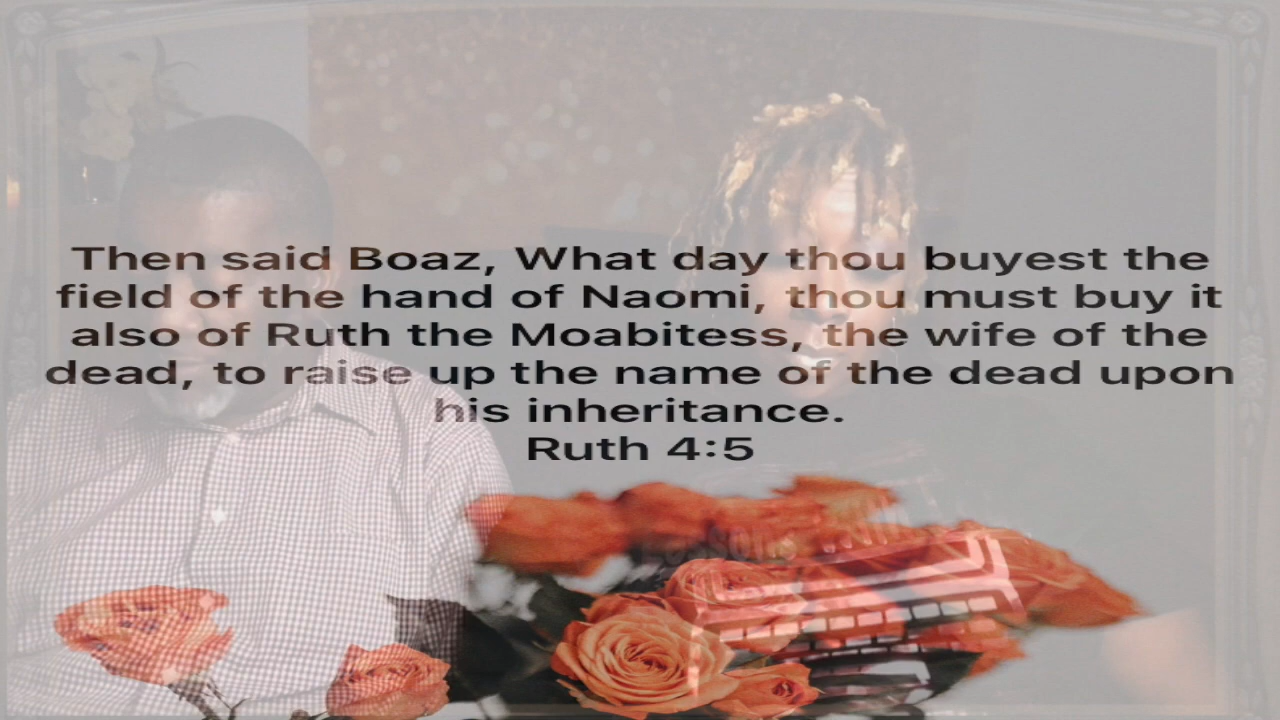 Then said Boaz, What day thou buyest the
field of the hand of Naomi, thou must buy it
also of Ruth the Moabitess, the wife of the
dead, to raise up the name of the dead upon
his inheritance.
Ruth 4:5
Lessons